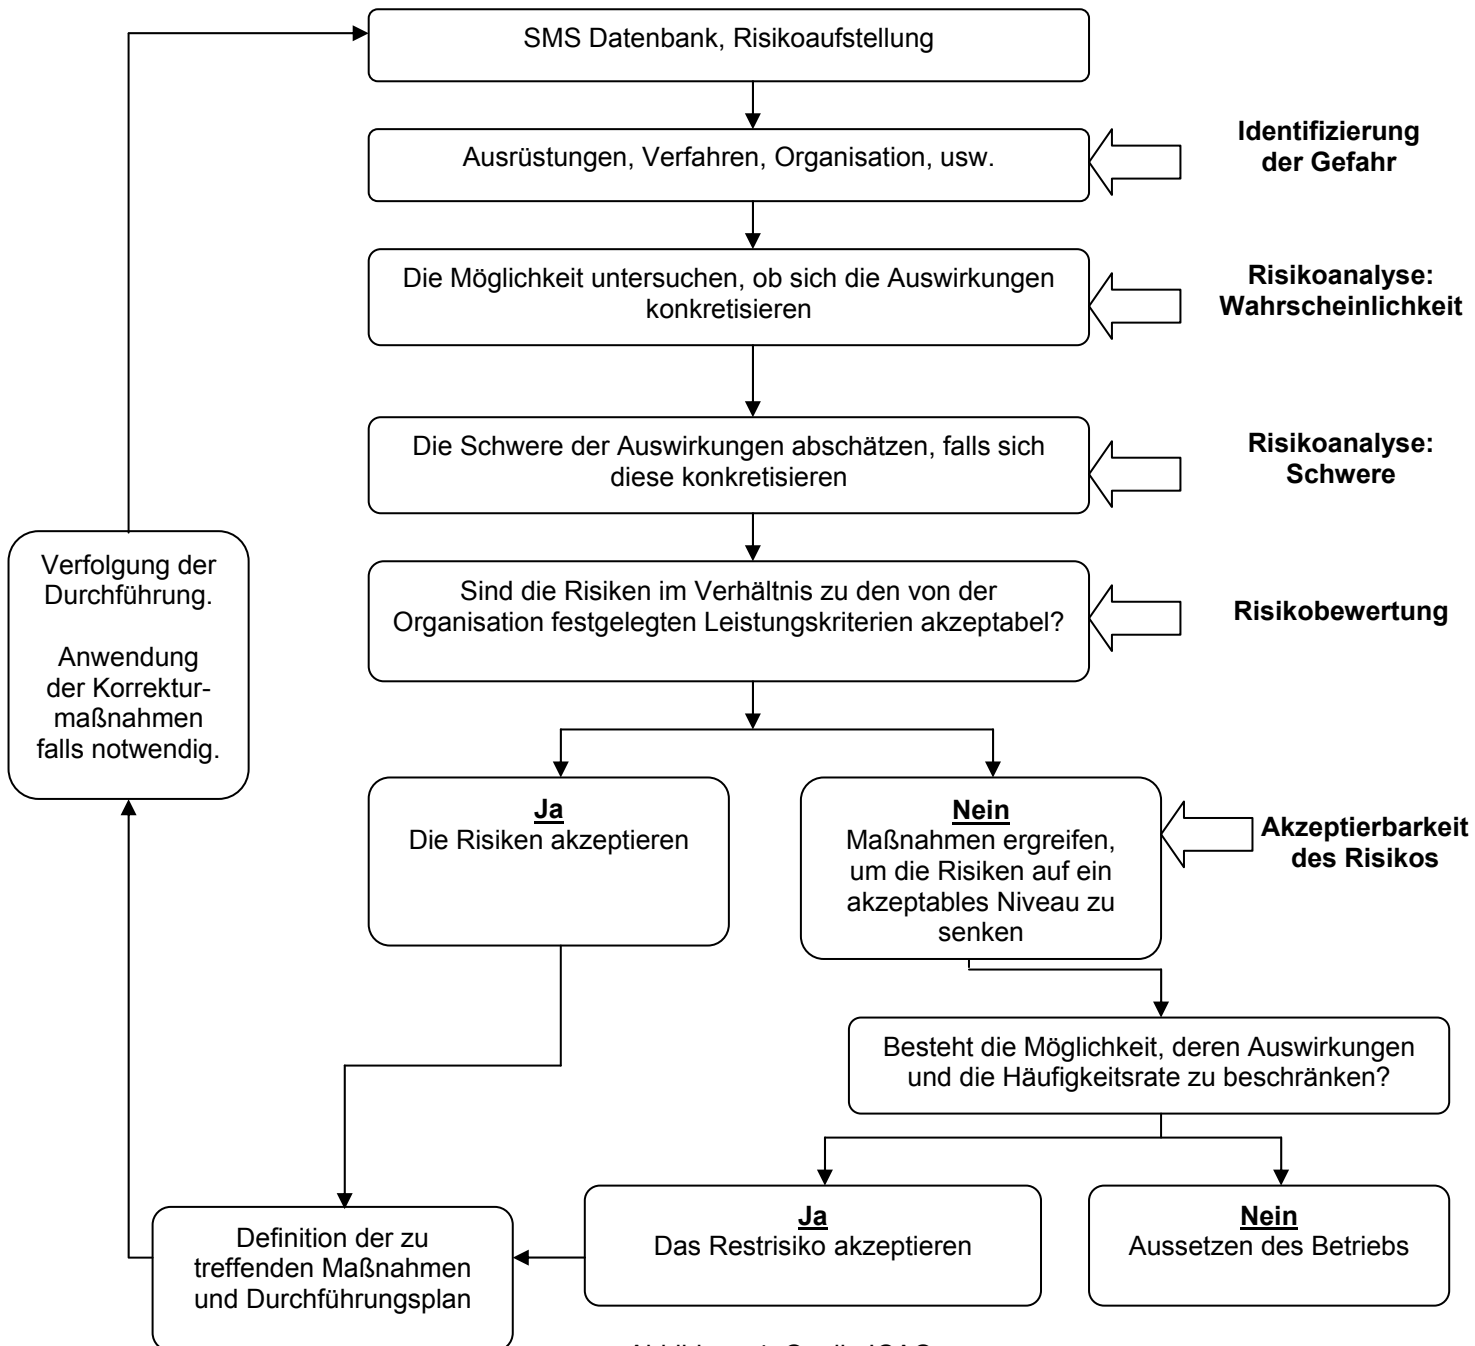 SMS Datenbank, Risikoaufstellung
Ausrüstungen, Verfahren, Organisation, usw.
Identifizierung
der Gefahr
Die Möglichkeit untersuchen, ob sich die Auswirkungen
konkretisieren
Risikoanalyse:
Wahrscheinlichkeit
Die Schwere der Auswirkungen abschätzen, falls sich
diese konkretisieren
Risikoanalyse:
Schwere
Verfolgung der
Durchführung.
Anwendung
der Korrektur-
maßnahmen
falls notwendig.
Sind die Risiken im Verhältnis zu den von der
Organisation festgelegten Leistungskriterien akzeptabel?
Risikobewertung
Ja
Die Risiken akzeptieren
Nein
Maßnahmen ergreifen,
um die Risiken auf ein
akzeptables Niveau zu
senken
Akzeptierbarkeit
des Risikos
Besteht die Möglichkeit, deren Auswirkungen
und die Häufigkeitsrate zu beschränken?
Definition der zu
treffenden Maßnahmen
und Durchführungsplan
Ja
Das Restrisiko akzeptieren
Nein
Aussetzen des Betriebs